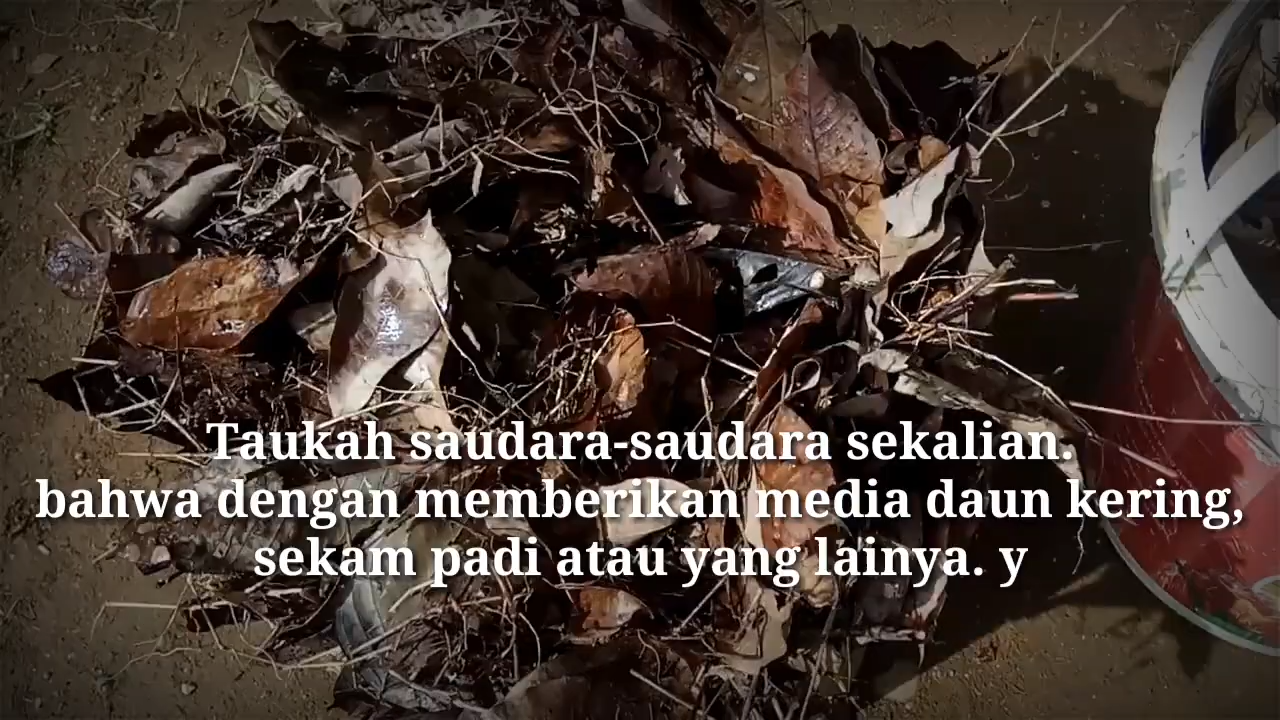 Taukah saudara-saudara sekalian.
bahwa dengan memberikan media daun kering,
sekam padi atau yang lainya. y